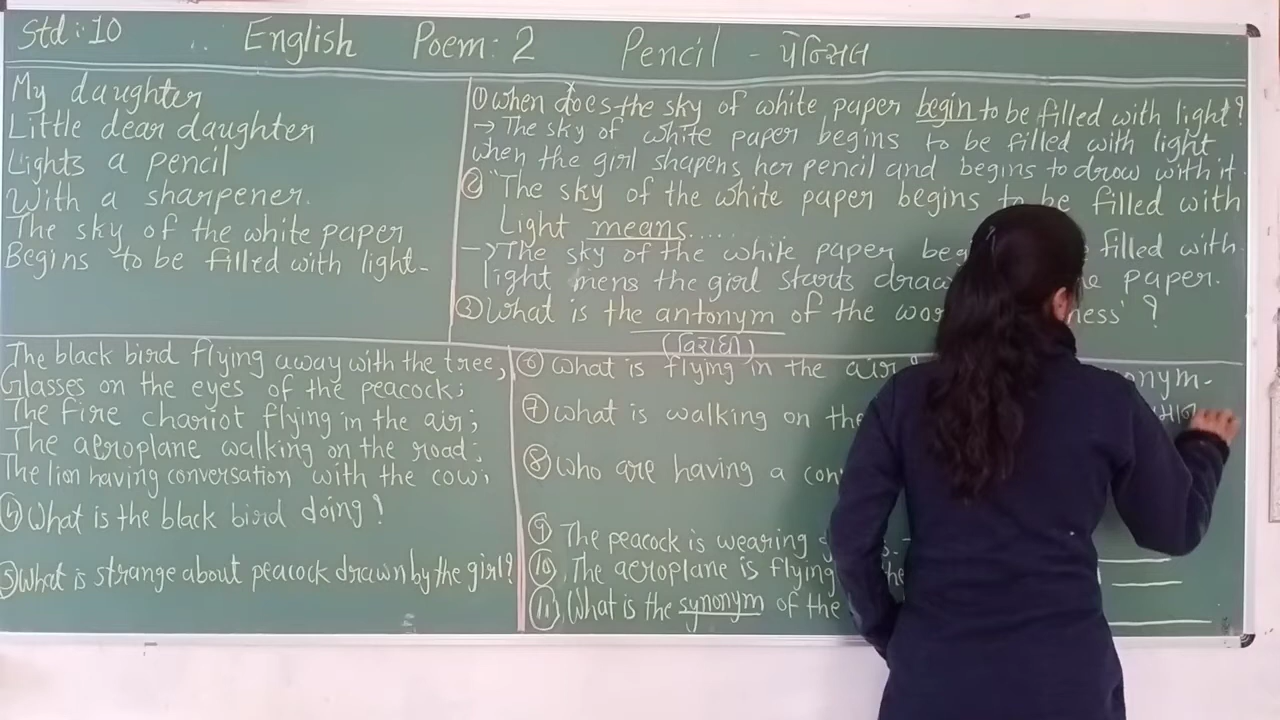 Std: 10
English Poem: 2 Pencil - પેન્સિલ
My daughter
Little dear daughter
Lights a pencil
With a sharpener.
The sky of the white paper
Begins to be filled with light-
① When does the sky of white paper begin to be filled with light?
→ The sky of white paper begins to be filled with light
when the girl shapens her pencil and begins to drow with it.
② "The sky of the white paper begins to be filled with
Light means......
→ The sky of the white paper filled with
light mens the girl starts paper.
③ What is the antonym of the ness' ?
(વિરોધી)
The black bird flying away with the tree,
Glasses on the eyes of the peacock;
The fire chariot flying in the air;
The aeroplane walking on the road;
The lion having conversation with the cow;
④ What is the black bird doing?
⑤ What is strange about peacock drawn by the girl?
⑥ What is flying in the air?
⑦ What is walking on the
⑧ Who are having a
⑨ The peacock is wearing
⑩. The aeroplane is flying
⑪. What is the synonym of the
onym-